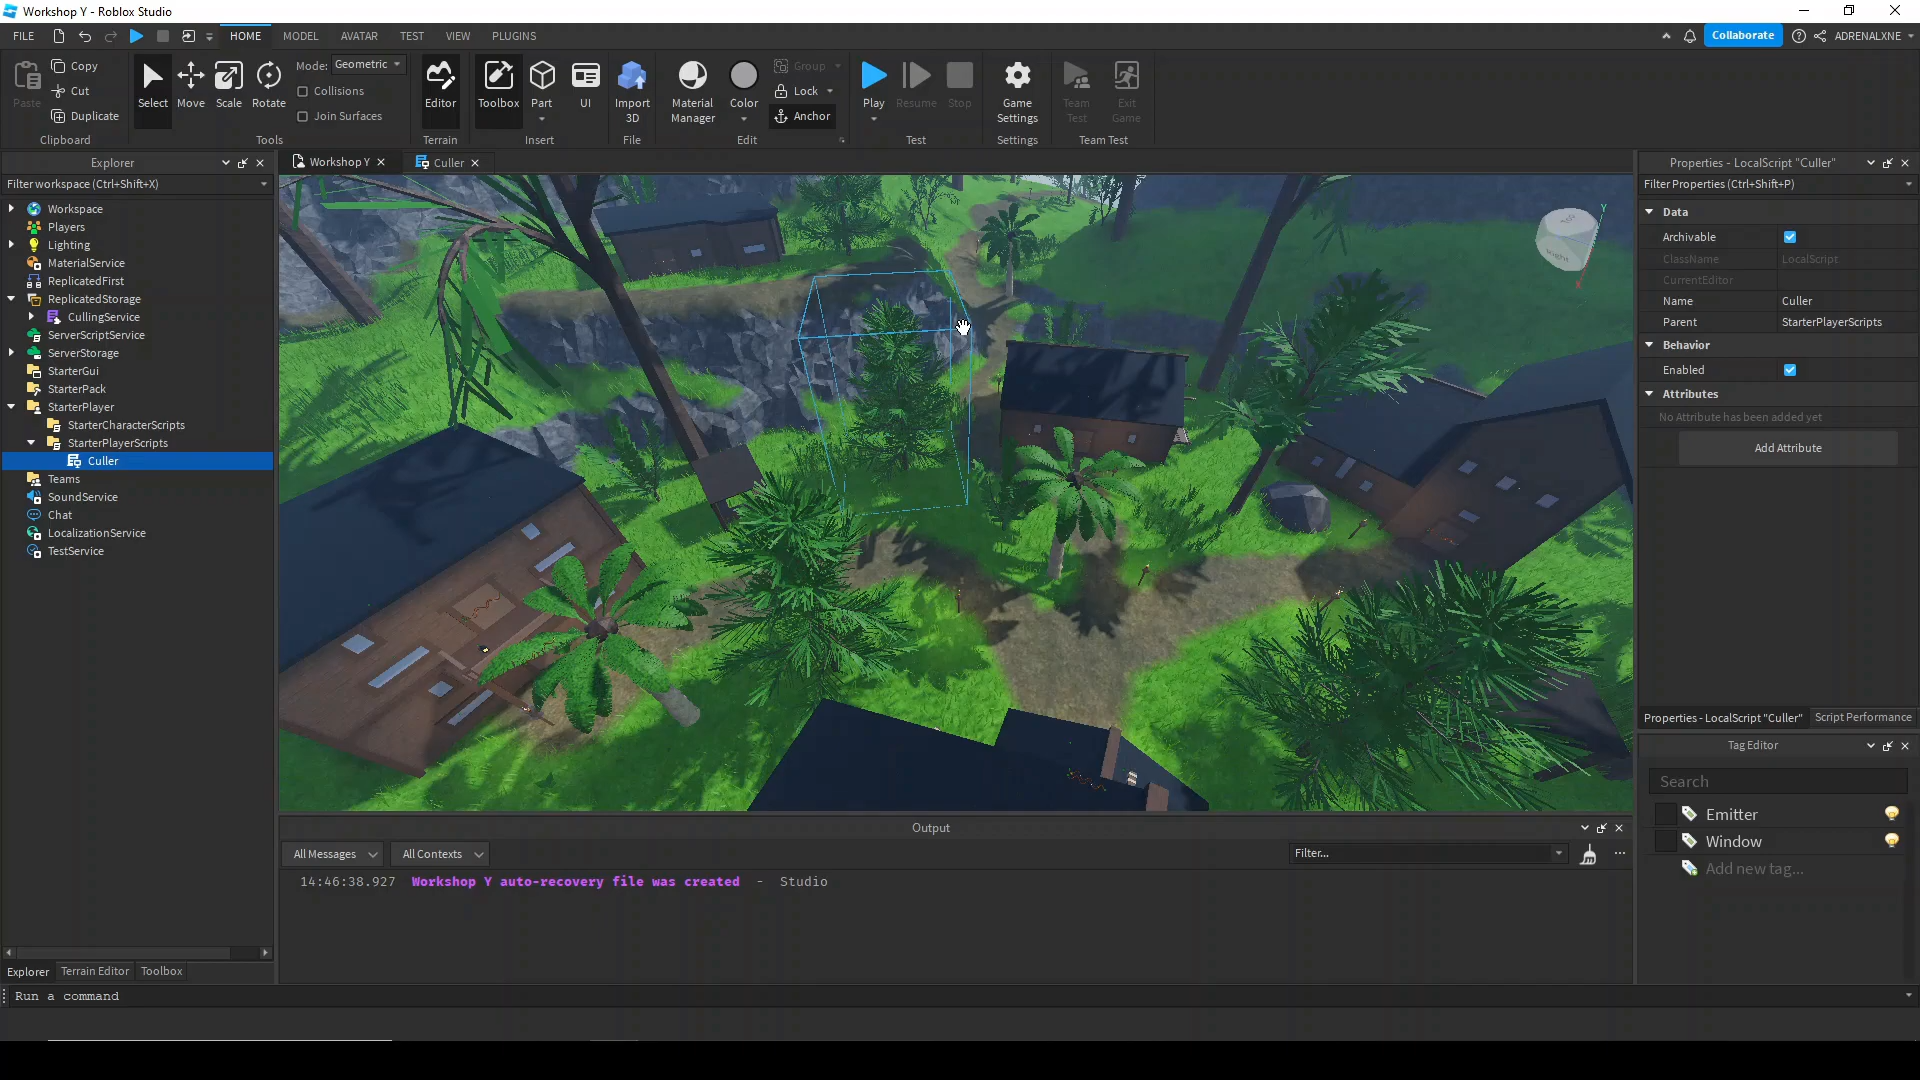 Workshop Y - Roblox Studio
FILE
HOME
MODEL
AVATAR
TEST
VIEW
PLUGINS
Collaborate
ADRENALXNE
Paste
Copy
Cut
Duplicate
Clipboard
Select
Move
Scale
Rotate
Mode: Geometric
Collisions
Join Surfaces
Tools
Editor
Terrain
Toolbox
Part
UI
Insert
Import 3D
File
Material Manager
Color
Group
Lock
Anchor
Edit
Play
Resume
Stop
Test
Game Settings
Settings
Team Test
Exit Game
Team Test
Explorer
Filter workspace (Ctrl+Shift+X)
Workspace
Players
Lighting
MaterialService
ReplicatedFirst
ReplicatedStorage
CullingService
ServerScriptService
ServerStorage
StarterGui
StarterPack
StarterPlayer
StarterCharacterScripts
StarterPlayerScripts
Culler
Teams
SoundService
Chat
LocalizationService
TestService
Explorer
Terrain Editor
Toolbox
Workshop Y
Culler
Y
Output
All Messages
All Contexts
Filter...
14:46:38.927 Workshop Y auto-recovery file was created - Studio
Properties - LocalScript "Culler"
Filter Properties (Ctrl+Shift+P)
Data
Archivable
ClassName LocalScript
CurrentEditor
Name Culler
Parent StarterPlayerScripts
Behavior
Enabled
Attributes
No Attribute has been added yet
Add Attribute
Properties - LocalScript "Culler"
Script Performance
Tag Editor
Search
Emitter
Window
Add new tag...
Run a command